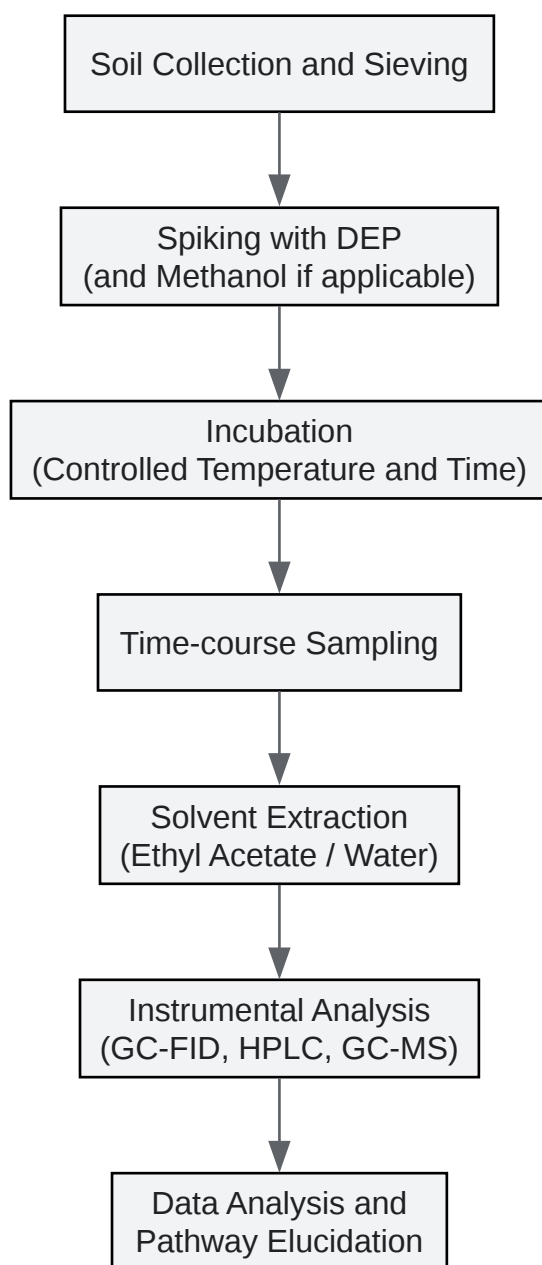 Soil Collection and Sieving
Spiking with DEP
(and Methanol if applicable)
Incubation
(Controlled Temperature and Time)
Time-course Sampling
Solvent Extraction
(Ethyl Acetate / Water)
Instrumental Analysis
(GC-FID, HPLC, GC-MS)
Data Analysis and
Pathway Elucidation